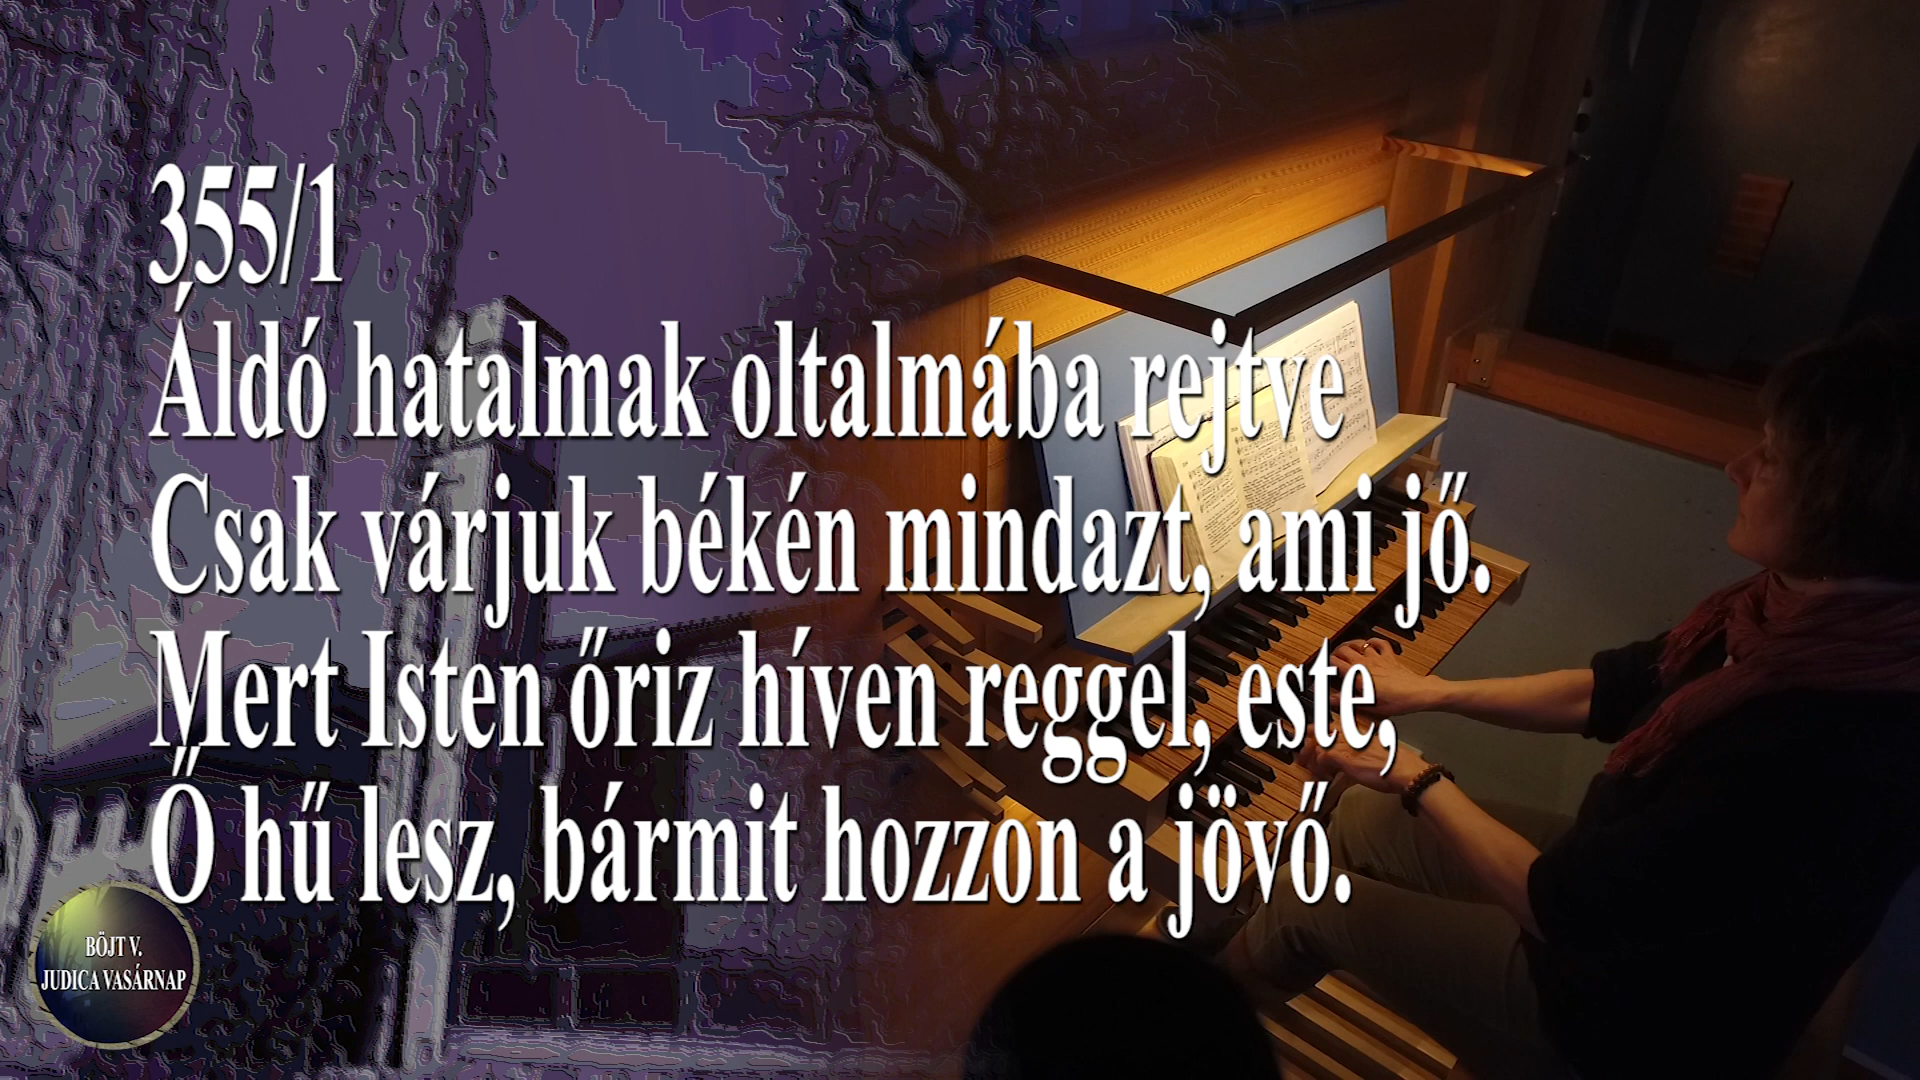 355/1
Áldó hatalmak oltalmába rejtve
Csak várjuk békén mindazt, ami jő.
Mert Isten őriz híven reggel, este,
Ő hű lesz, bármit hozzon a jövő.
BÖJT V.
JUDICA VASÁRNAP